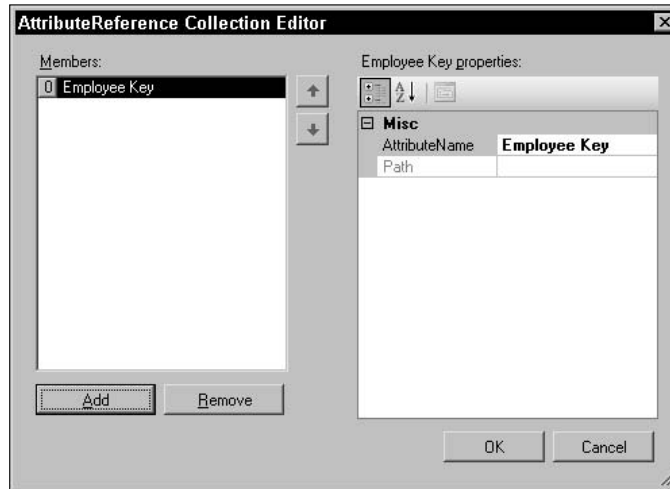 AttributeReference Collection Editor
Members:
0 Employee Key
Add
Remove
Employee Key properties:
A
Z
Misc
AttributeName Employee Key
Path
OK
Cancel